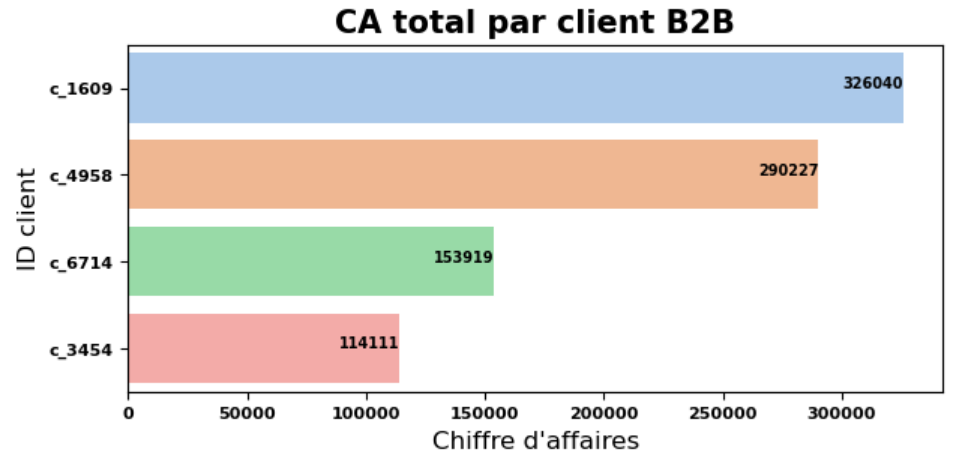 CA total par client B2B
ID client
c_1609
326040
c_4958
290227
c_6714
153919
c_3454
114111
0 50000 100000 150000 200000 250000 300000
Chiffre d'affaires